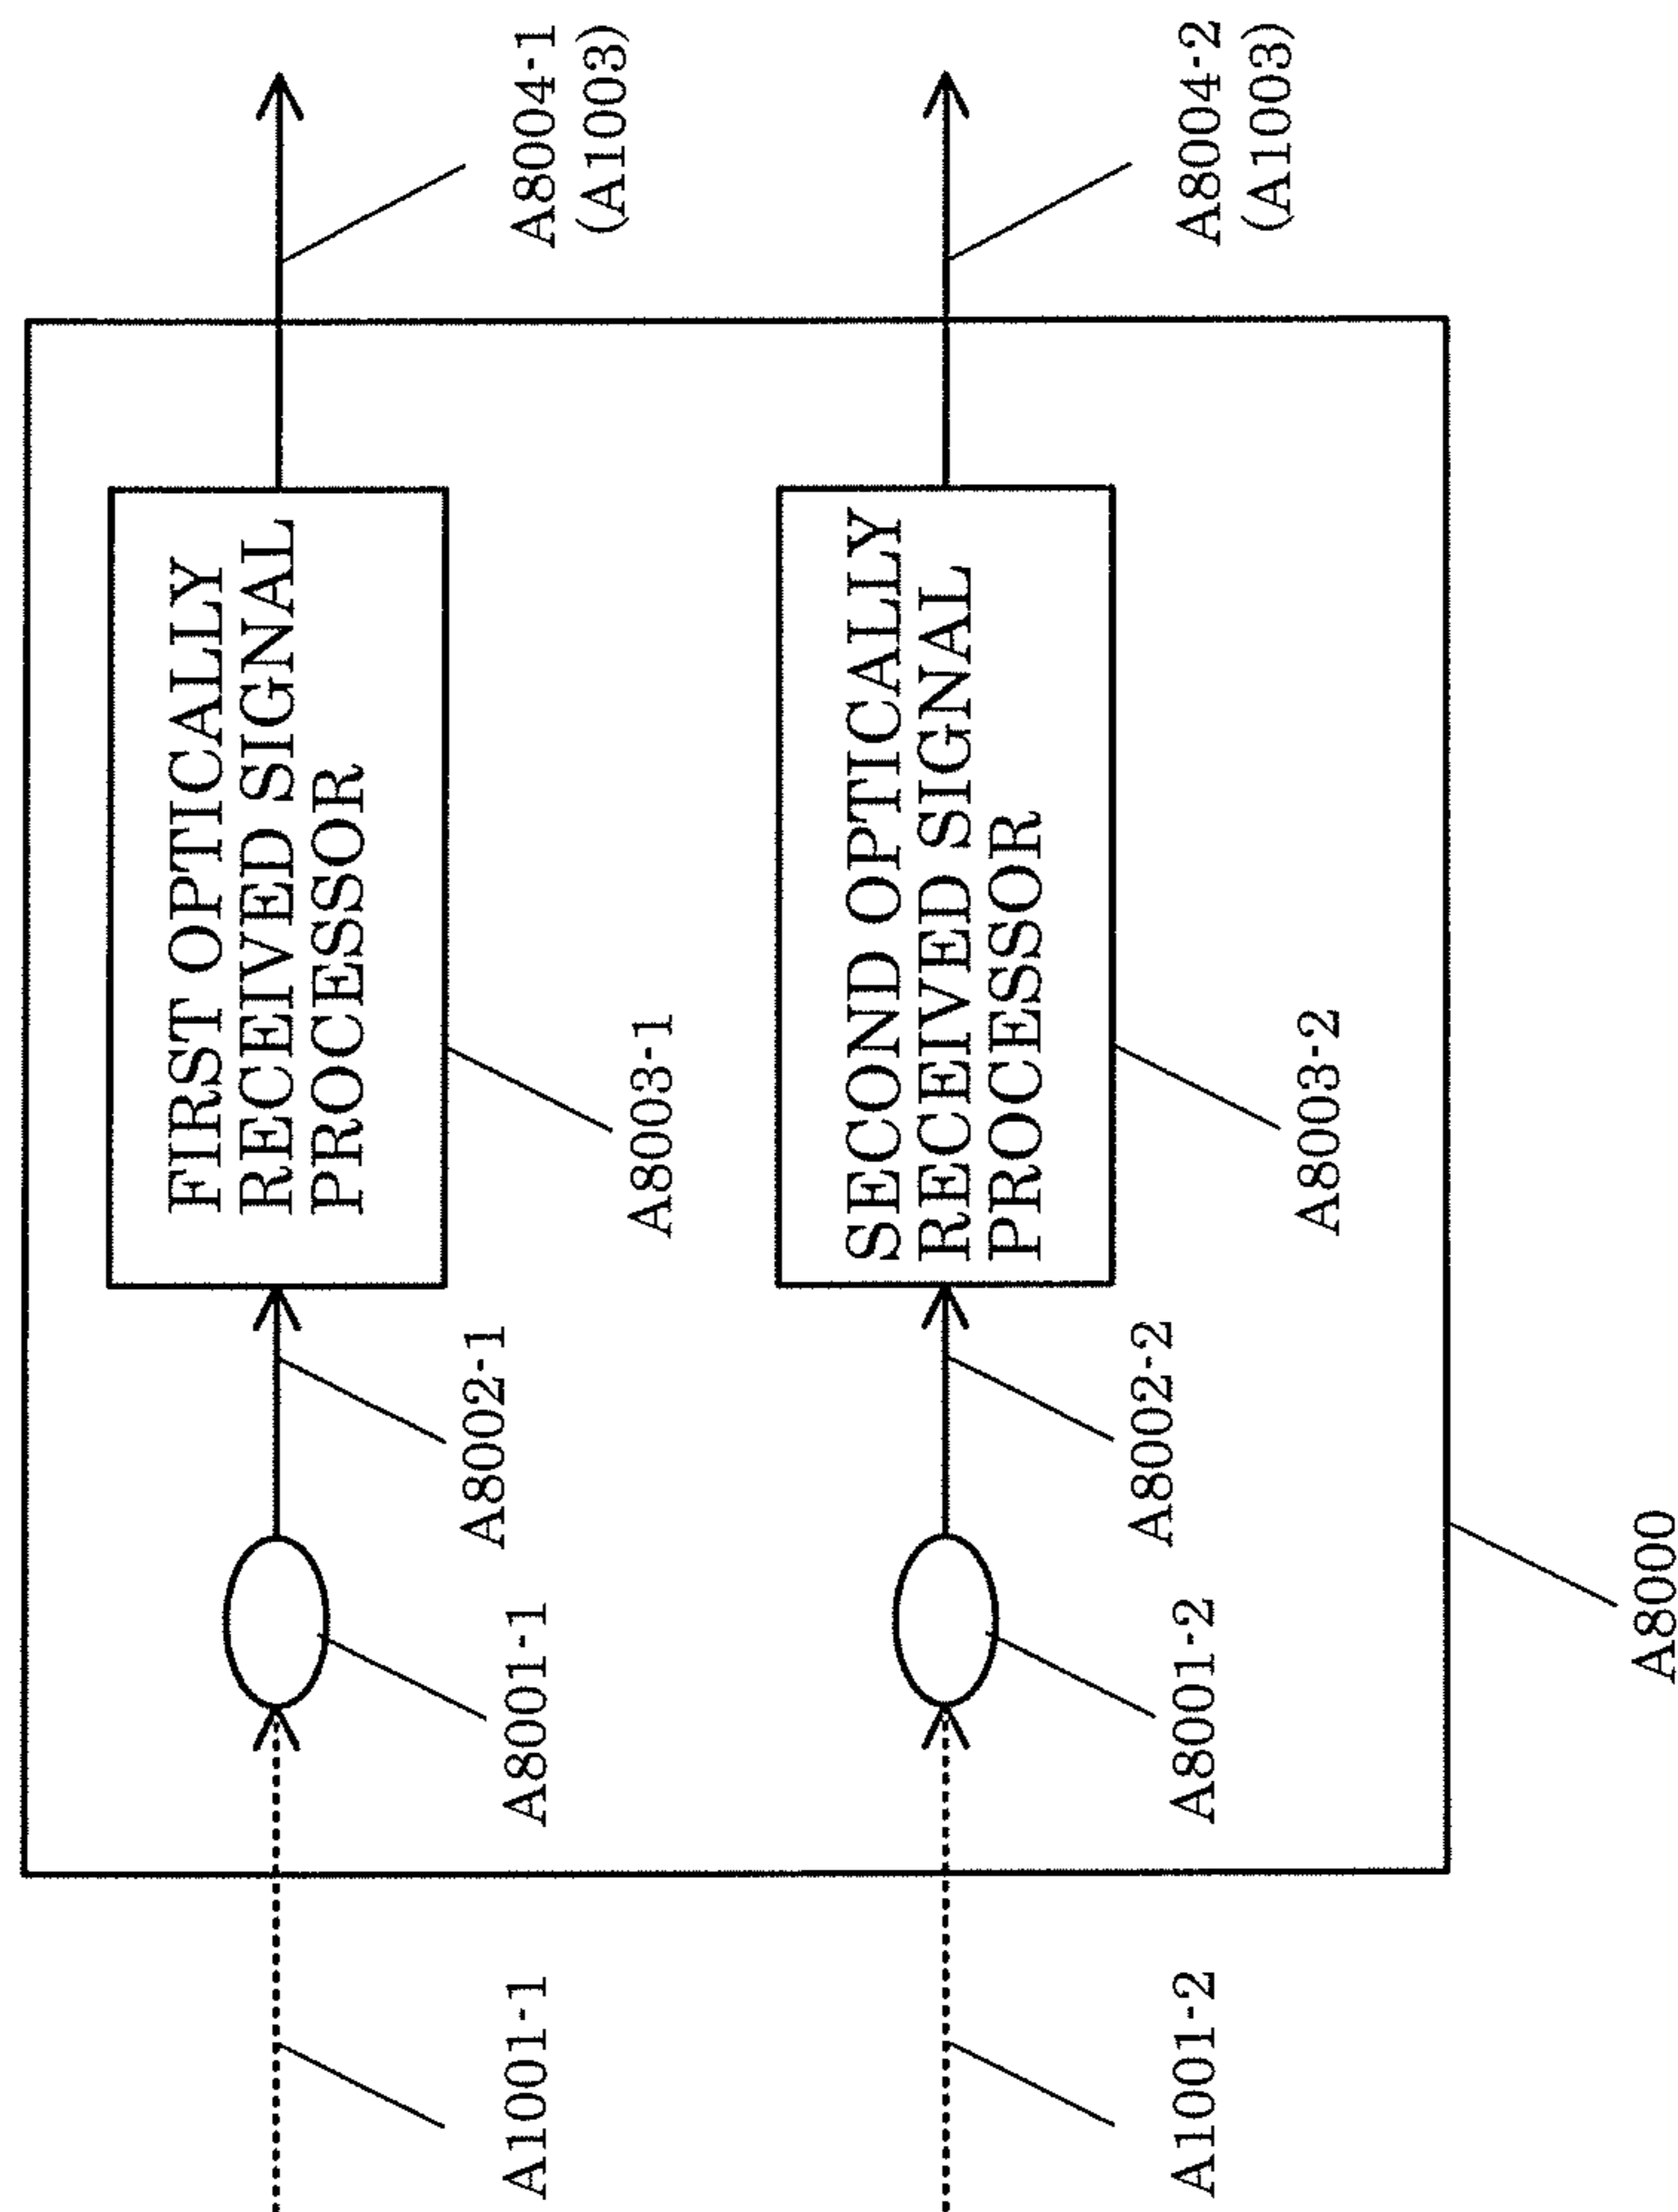 A1001-1
A8001-1
A8002-1
FIRST OPTICALLY
RECEIVED SIGNAL
PROCESSOR
A8003-1
A8004-1
(A1003)
A1001-2
A8001-2
A8002-2
SECOND OPTICALLY
RECEIVED SIGNAL
PROCESSOR
A8003-2
A8004-2
(A1003)
A8000